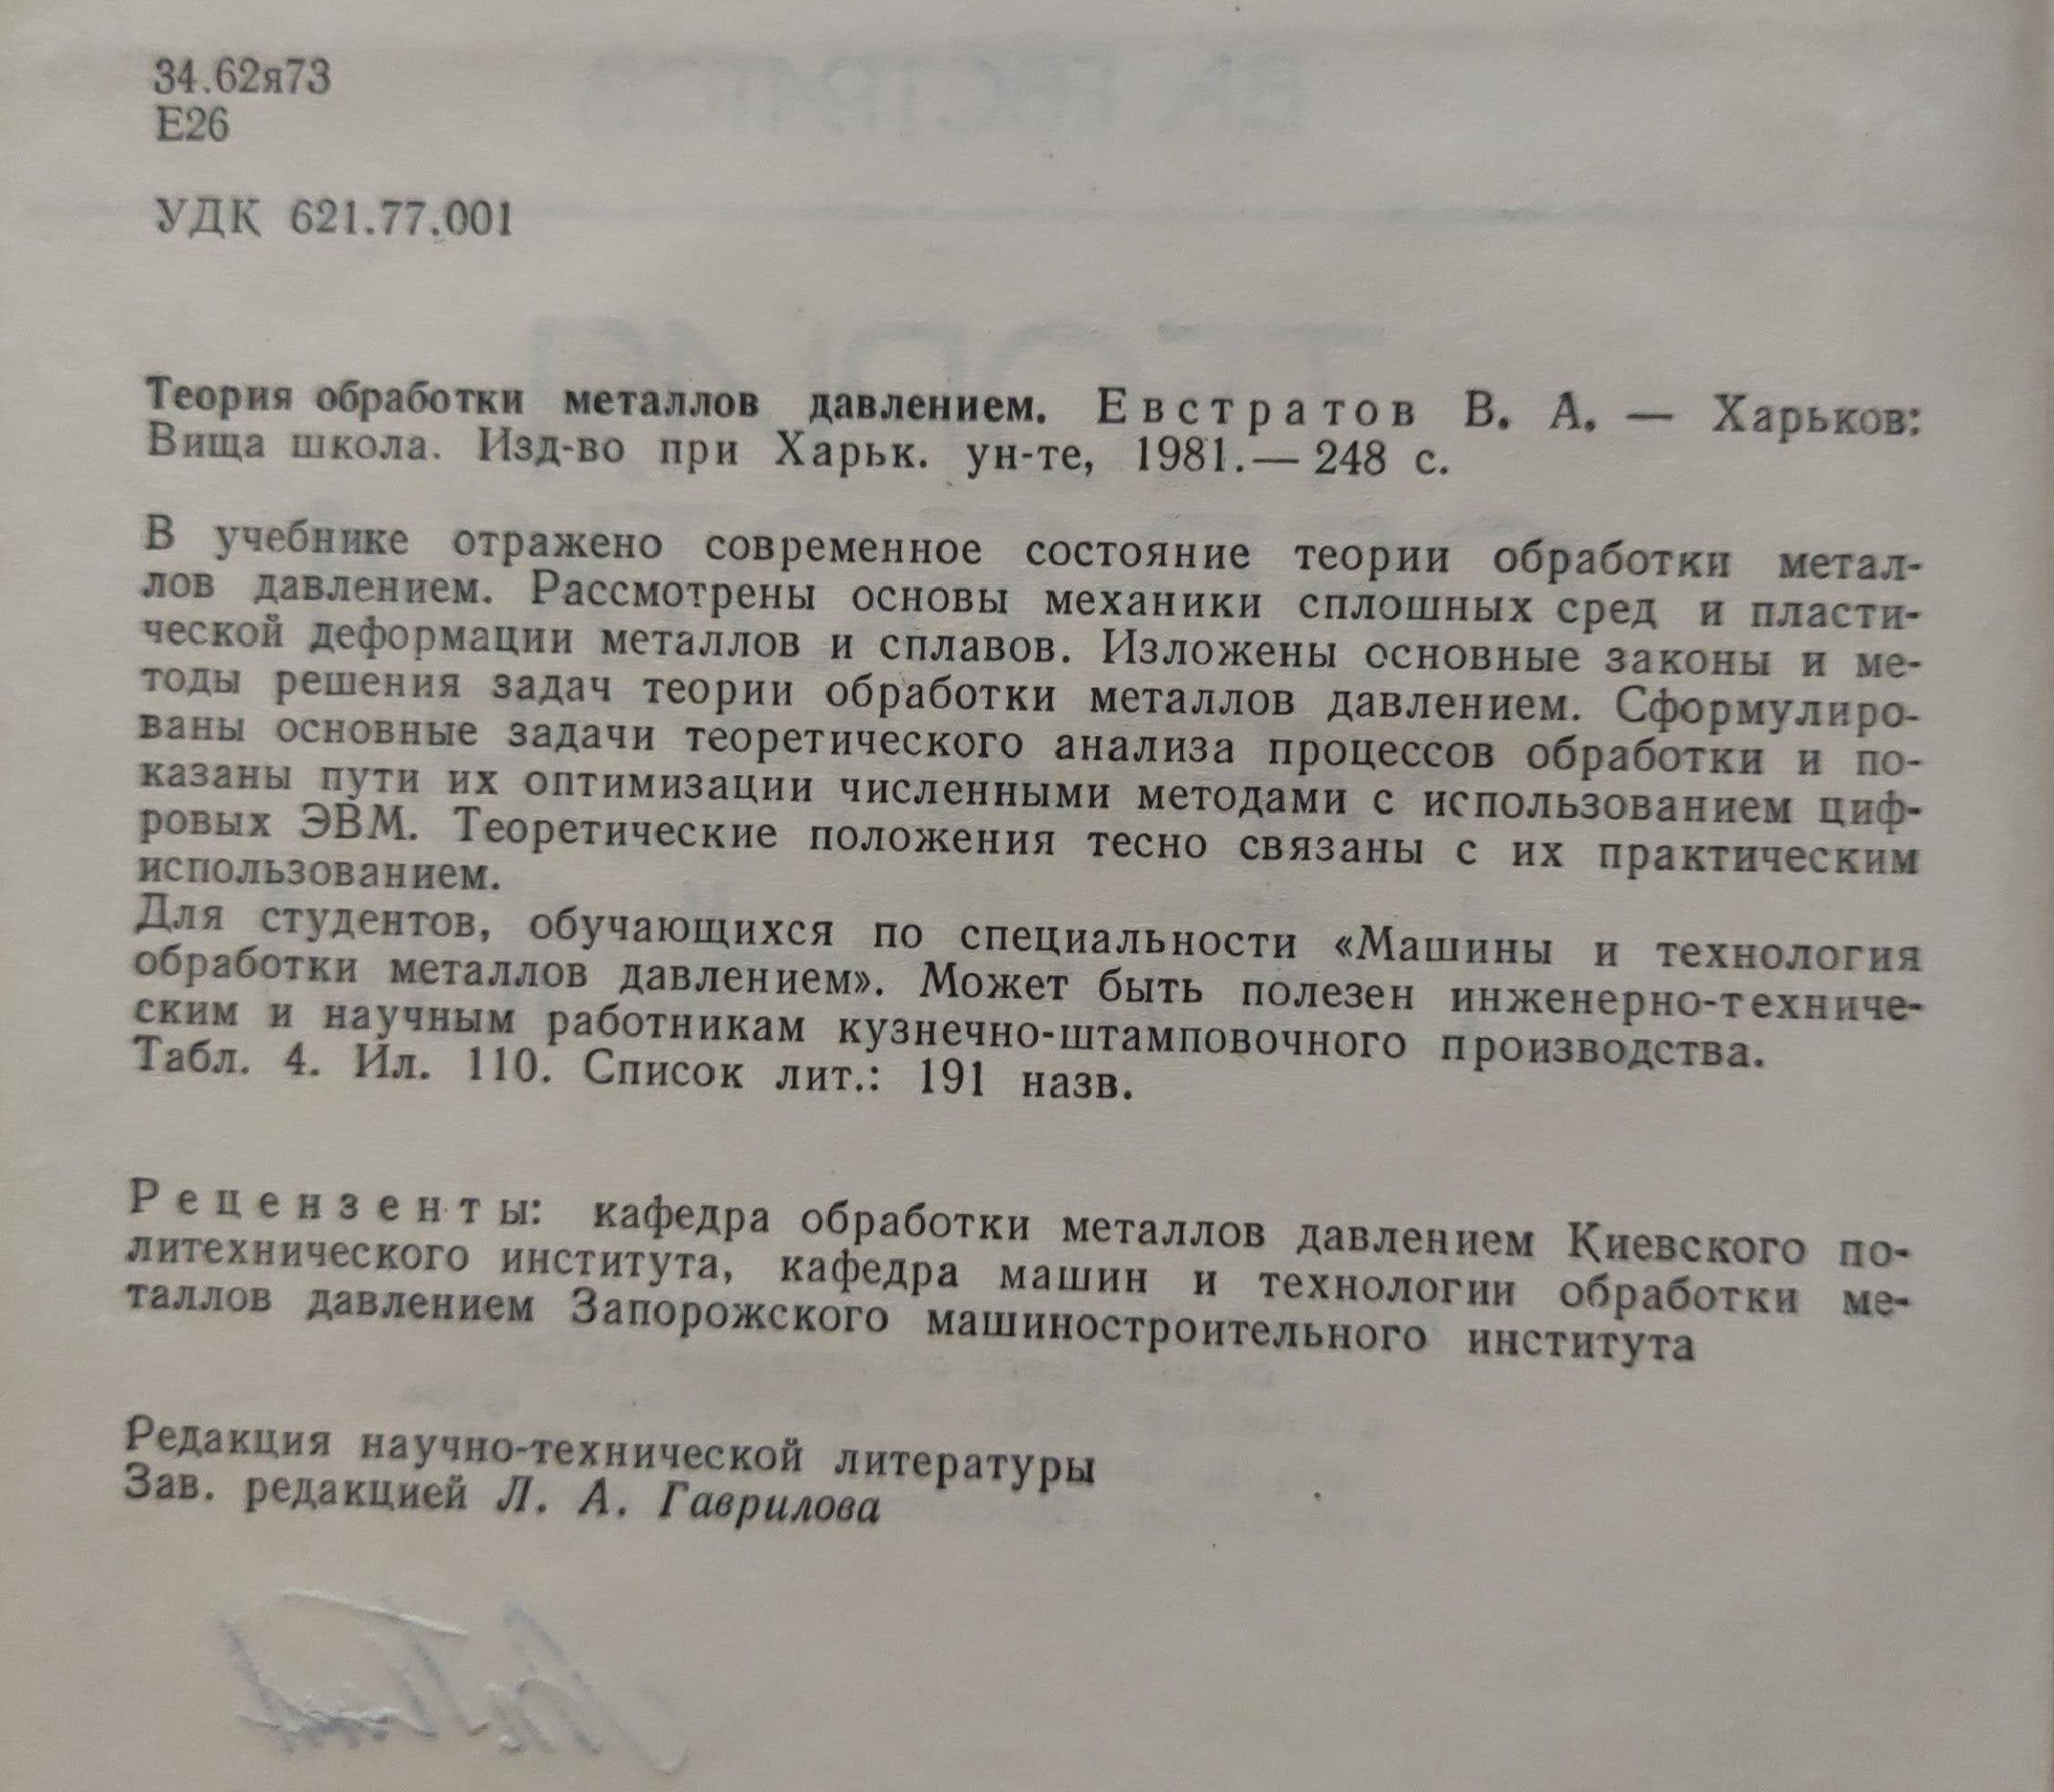 34.62я73
Е26
УДК 621.77.001
Теория обработки металлов давлением. Евстратов В. А. — Харьков:
Вища школа. Изд-во при Харьк. ун-те, 1981.— 248 с.
В учебнике отражено современное состояние теории обработки метал-
лов давлением. Рассмотрены основы механики сплошных сред и пласти-
ческой деформации металлов и сплавов. Изложены основные законы и ме-
тоды решения задач теории обработки металлов давлением. Сформулиро-
ваны основные задачи теоретического анализа процессов обработки и по-
казаны пути их оптимизации численными методами с использованием циф-
ровых ЭВМ. Теоретические положения тесно связаны с их практическим
использованием.
Для студентов, обучающихся по специальности «Машины и технология
обработки металлов давлением». Может быть полезен инженерно-техниче-
ским и научным работникам кузнечно-штамповочного производства.
Табл. 4. Ил. 110. Список лит.: 191 назв.
Рецензенты: кафедра обработки металлов давлением Киевского по-
литехнического института, кафедра машин и технологии обработки ме-
таллов давлением Запорожского машиностроительного института
Редакция научно-технической литературы
Зав. редакцией Л. А. Гаврилова